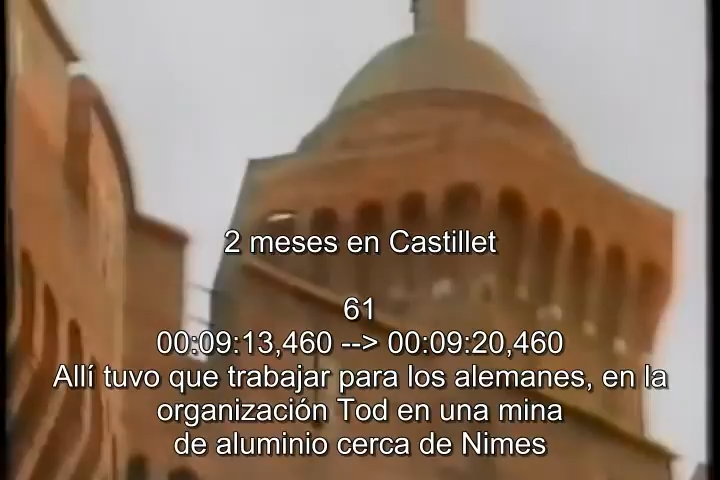 2 meses en Castillet
61
00:09:13,460 --> 00:09:20,460
Allí tuvo que trabajar para los alemanes, en la
organización Tod en una mina
de aluminio cerca de Nimes